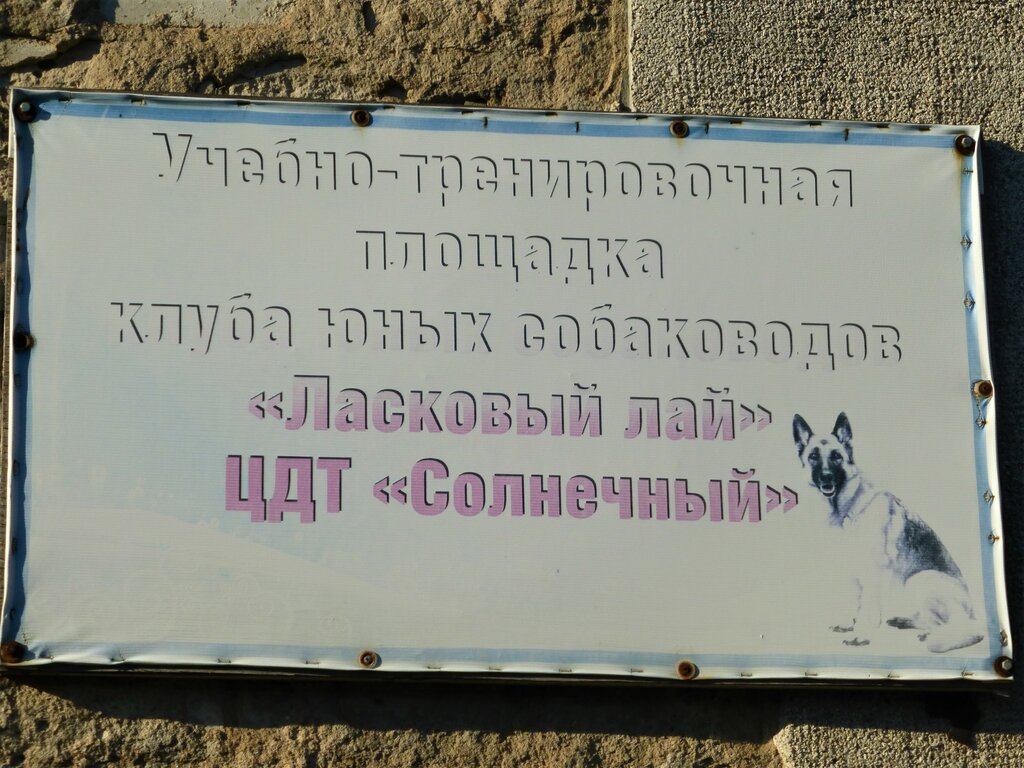 Учебно-тренировочная
площадка
клуба юных собаководов
«Ласковый лай»
ЦДТ «Солнечный»